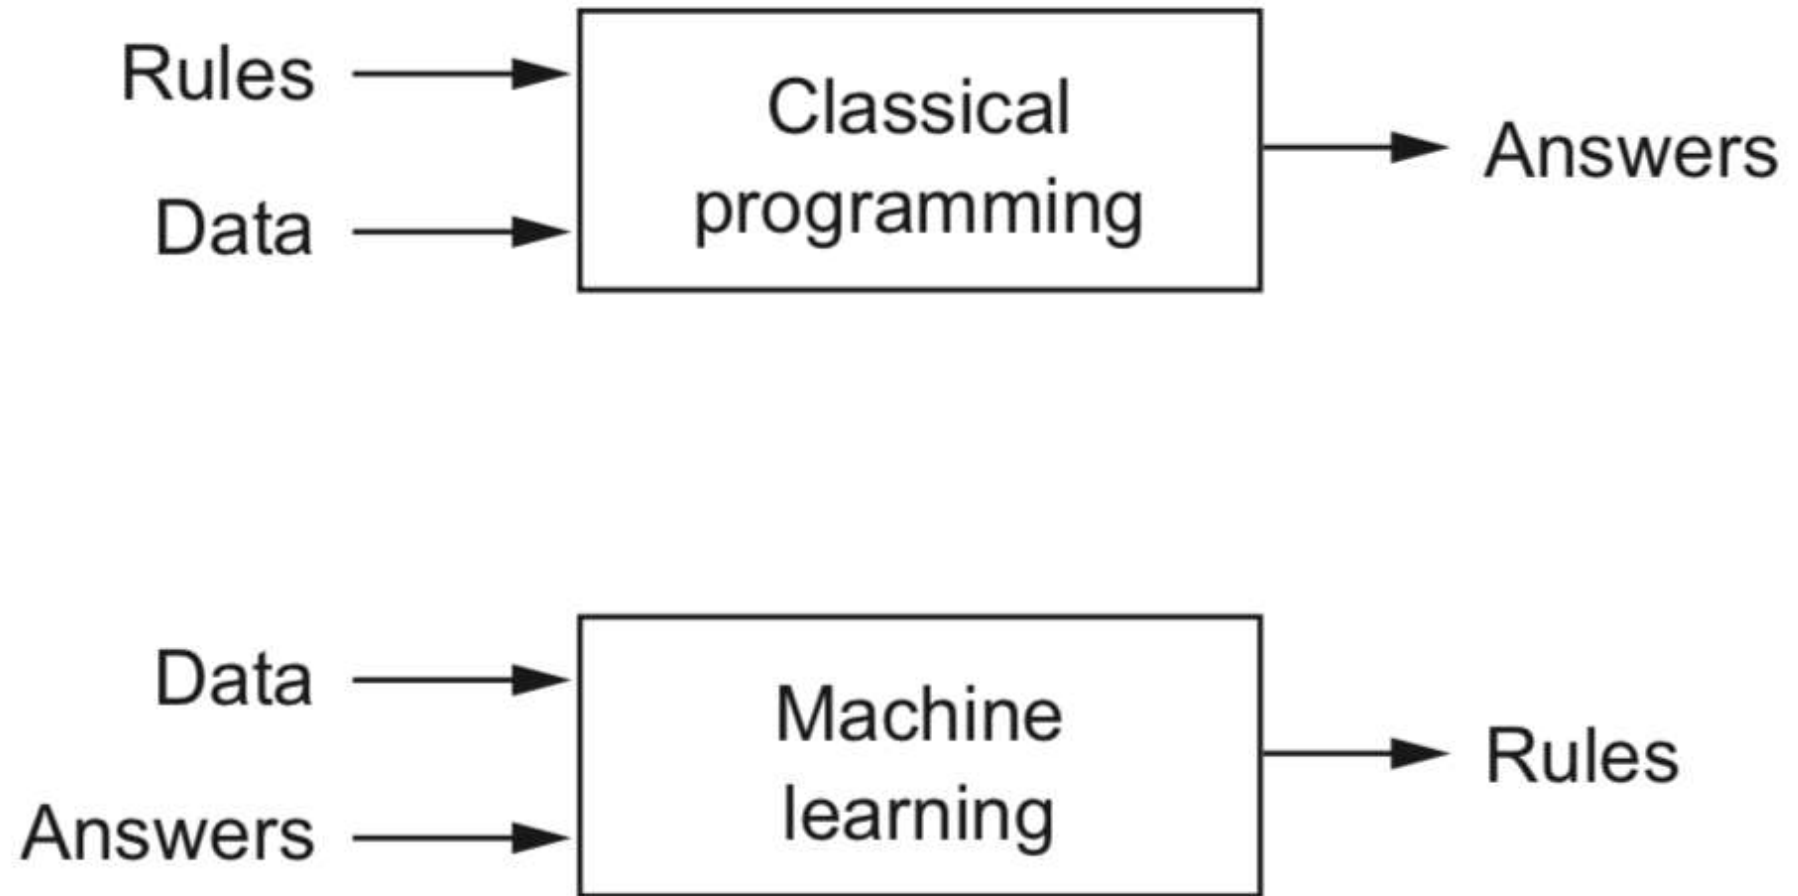 Rules
Data
Classical
programming
Answers
Data
Answers
Machine
learning
Rules